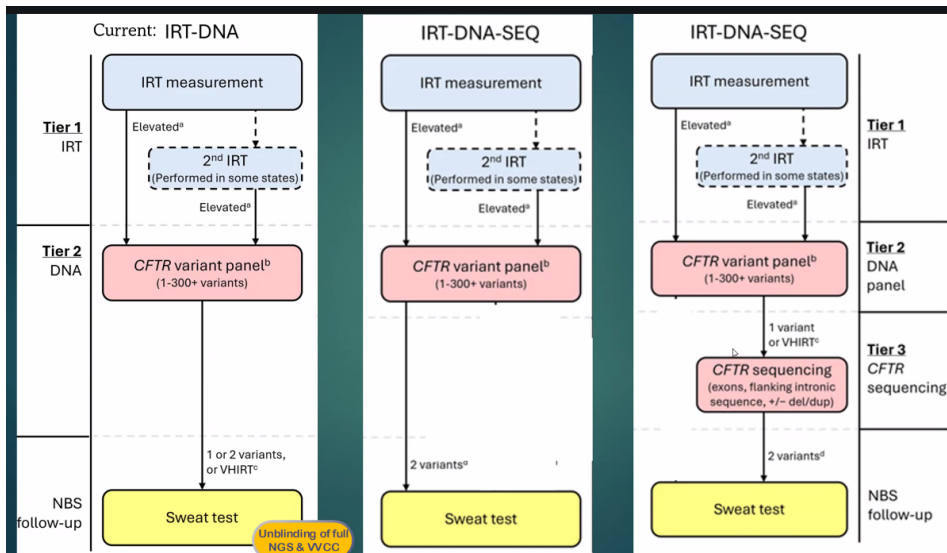 Current: IRT-DNA
IRT measurement
Tier 1
IRT
Elevatedᵃ
2ⁿᵈ IRT
(Performed in some states)
Elevatedᵃ
Tier 2
DNA
CFTR variant panelᵇ
(1-300+ variants)
1 or 2 variants,
or VHIRTᶜ
NBS
follow-up
Sweat test
Unblinding of full
NGS & VVCC
IRT-DNA-SEQ
IRT measurement
Elevatedᵃ
2ⁿᵈ IRT
(Performed in some states)
Elevatedᵃ
CFTR variant panelᵇ
(1-300+ variants)
2 variantsᵈ
Sweat test
IRT-DNA-SEQ
IRT measurement
Tier 1
IRT
Elevatedᵃ
2ⁿᵈ IRT
(Performed in some states)
Elevatedᵃ
CFTR variant panelᵇ
(1-300+ variants)
Tier 2
DNA
panel
1 variant
or VHIRTᶜ
CFTR sequencing
(exons, flanking intronic
sequence, +/− del/dup)
Tier 3
CFTR
sequencing
2 variantsᵈ
Sweat test
NBS
follow-up